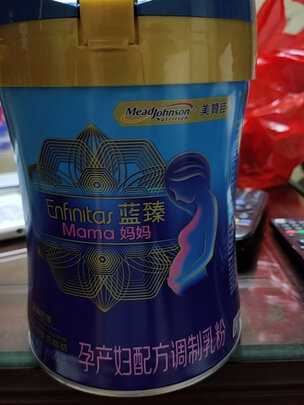 MeadJohnson 美赞臣
Nutrition
Enfinitas 蓝臻
Mama 妈妈
孕产妇配方调制乳粉